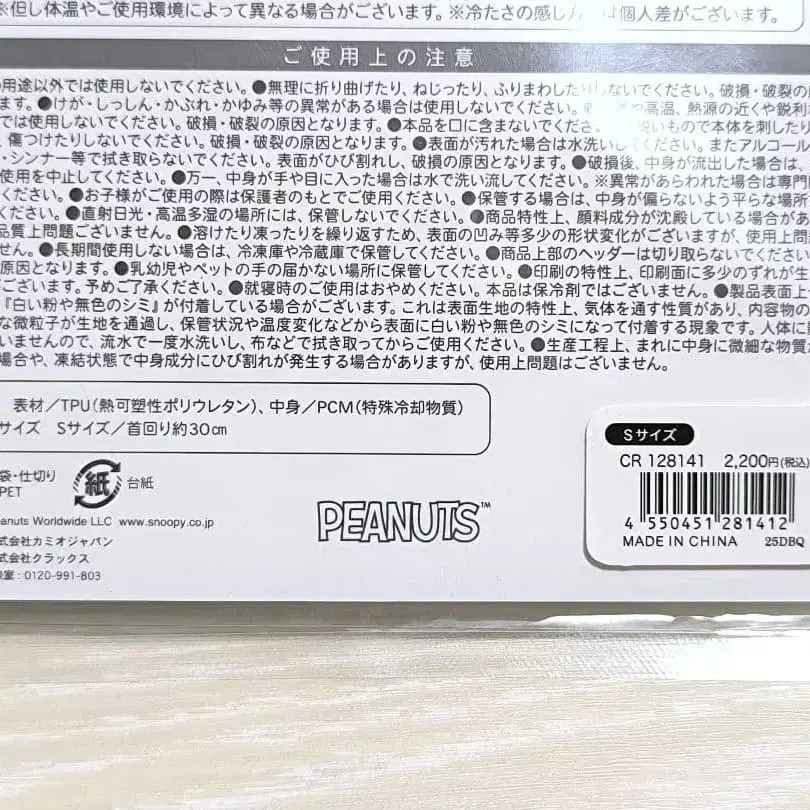 ※但し体温やご使用環境によって異なる場合がございます。※冷たさの感じ方には個人差がございます。
ご使用上の注意
の用途以外では使用しないでください。●無理に折り曲げたり、ねじったり、ふりまわしたりしないでください。破損・破裂の
ます。●けが・しっしん・かぶれ・かゆみ等の異常がある場合は使用しないでください。 や高温、熱源の近くや鋭利
では使用しないでください。破損・破裂の原因となります。●本品を口に含まないでください。 鋭いもので本体を刺したり
、傷つけたりしないでください。破損・破裂の原因となります。●表面が汚れた場合は水洗いしてください。またアルコール
・シンナー等で拭き取らないでください。表面がひび割れし、破損の原因となります。●破損後、中身が流出した場合は、
使用を中止してください。●万一、中身が手や目に入った場合は水で洗い流してください。※異常があらわれた場合は専門
ください。●お子様がご使用の際は保護者のもとでご使用ください。●保管する場合は、中身が偏らないよう平らな場所
ください。●直射日光・高温多湿の場所には、保管しないでください。●商品特性上、顔料成分が沈殿している場合があ
品質上問題ございません。●溶けたり凍ったりを繰り返すため、表面の凹み等多少の形状変化がございますが、使用上問
せん。●長期間使用しない場合は、冷凍庫や冷蔵庫で保管してください。●商品上部のヘッダーは切り取らないでください。
原因となります。●乳幼児やペットの手の届かない場所に保管してください。●印刷の特性上、印刷面に多少のずれが生
がございます。予めご了承ください。●就寝時のご使用はおやめください。本品は保冷剤ではございません。●製品表面上
『白い粉や無色のシミ』が付着している場合がございます。これは表面生地の特性上、気体を通す性質があり、内容物の
な微粒子が生地を通過し、保管状況や温度変化などから表面に白い粉や無色のシミになって付着する現象です。人体に
いませんので、流水で一度水洗いし、布などで拭き取ってからご使用ください。●生産工程上、まれに中身に微細な物質が
場合や、凍結状態で中身成分にひび割れが発生する場合がありますが、使用上問題はございません。
表材／TPU(熱可塑性ポリウレタン)、中身／PCM(特殊冷却物質)
サイズ Sサイズ／首回り約30㎝
袋・仕切り
PET
紙 台紙
eanuts Worldwide LLC www.snoopy.co.jp
式会社カミオジャパン
式会社クラックス
室：0120-991-803
PEANUTS™
Sサイズ
CR 128141 2,200円(税込)
4 550451 281412
MADE IN CHINA 25DBQ